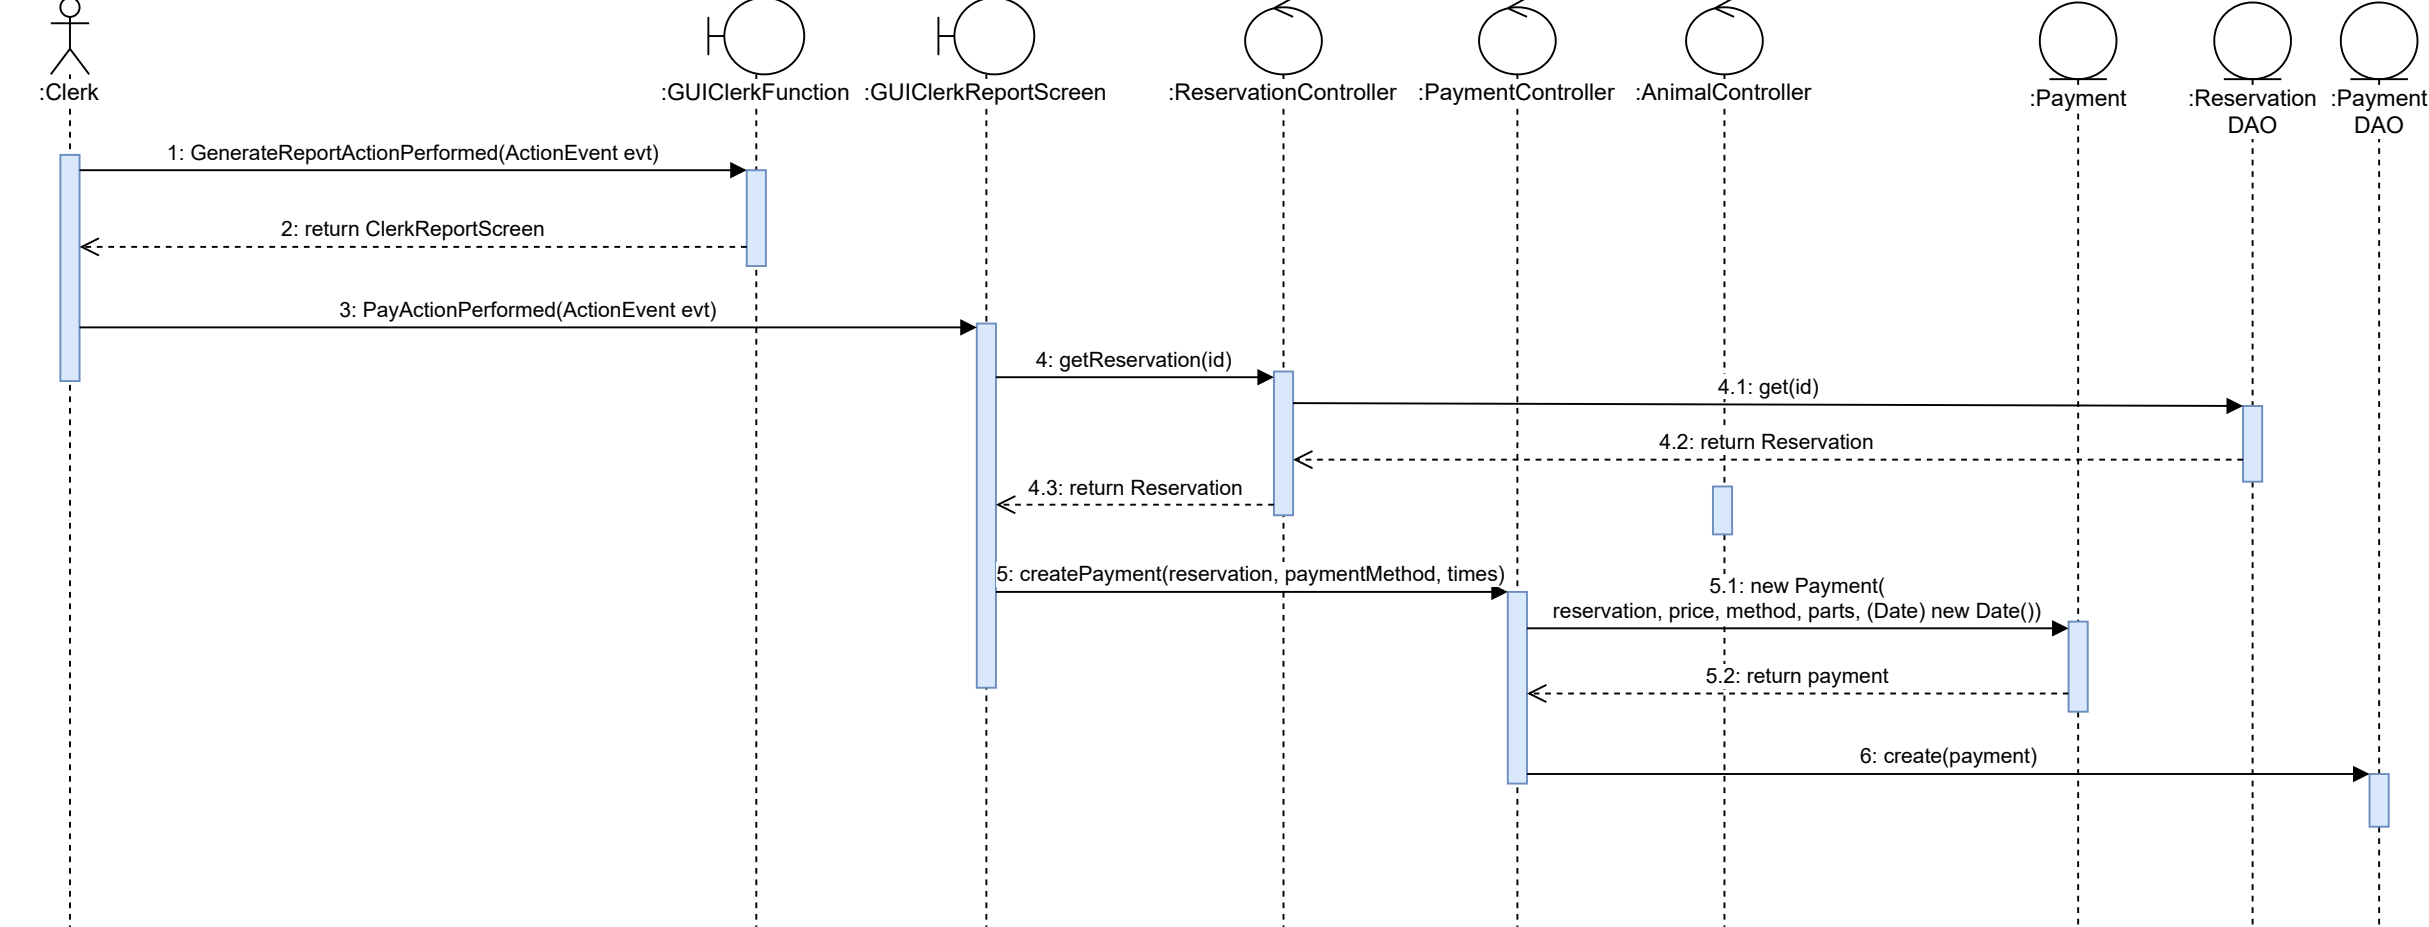 :Clerk
:GUIClerkFunction
:GUIClerkReportScreen
:ReservationController
:PaymentController
:AnimalController
:Payment
:Reservation
DAO
:Payment
DAO
1: GenerateReportActionPerformed(ActionEvent evt)
2: return ClerkReportScreen
3: PayActionPerformed(ActionEvent evt)
4: getReservation(id)
4.1: get(id)
4.2: return Reservation
4.3: return Reservation
5: createPayment(reservation, paymentMethod, times)
5.1: new Payment(
reservation, price, method, parts, (Date) new Date())
5.2: return payment
6: create(payment)